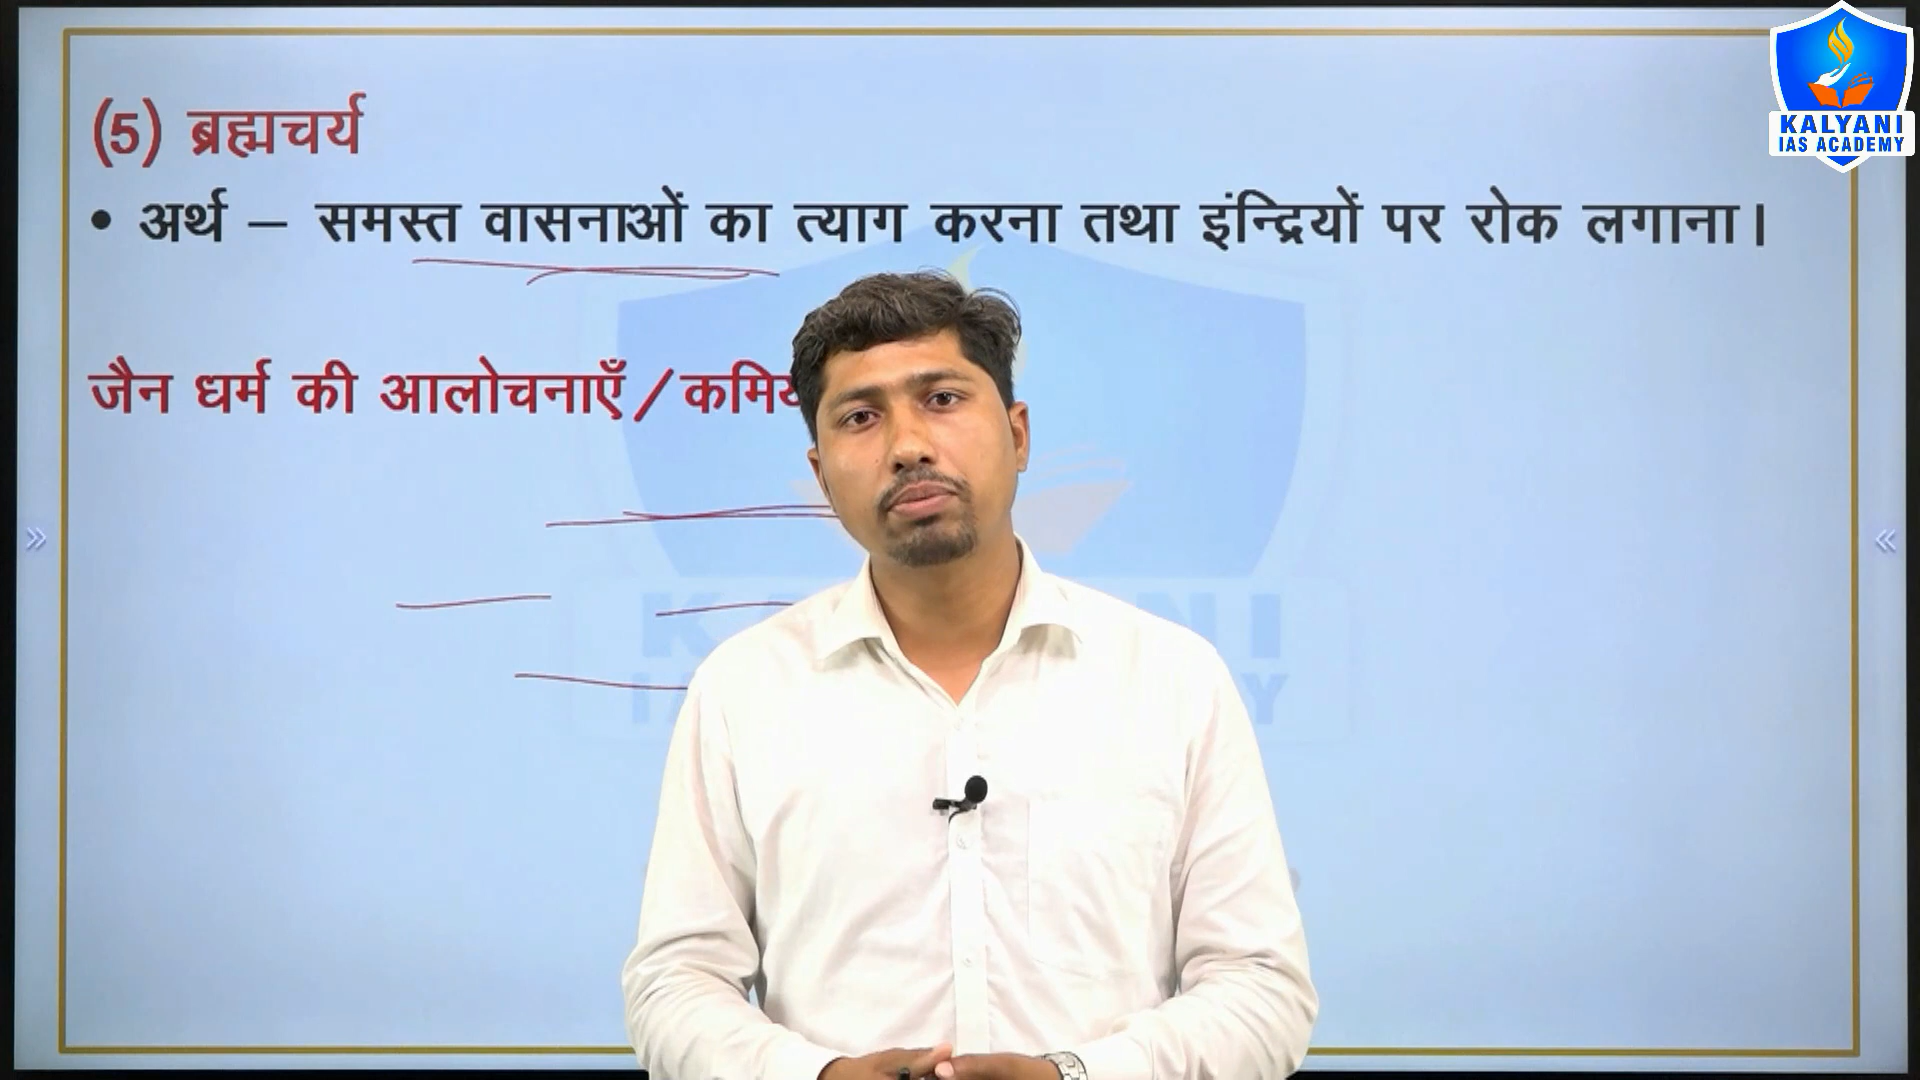 (5) ब्रह्मचर्य
• अर्थ – समस्त वासनाओं का त्याग करना तथा इंन्द्रियों पर रोक लगाना।
जैन धर्म की आलोचनाएँ/
KALYANI
IAS ACADEMY